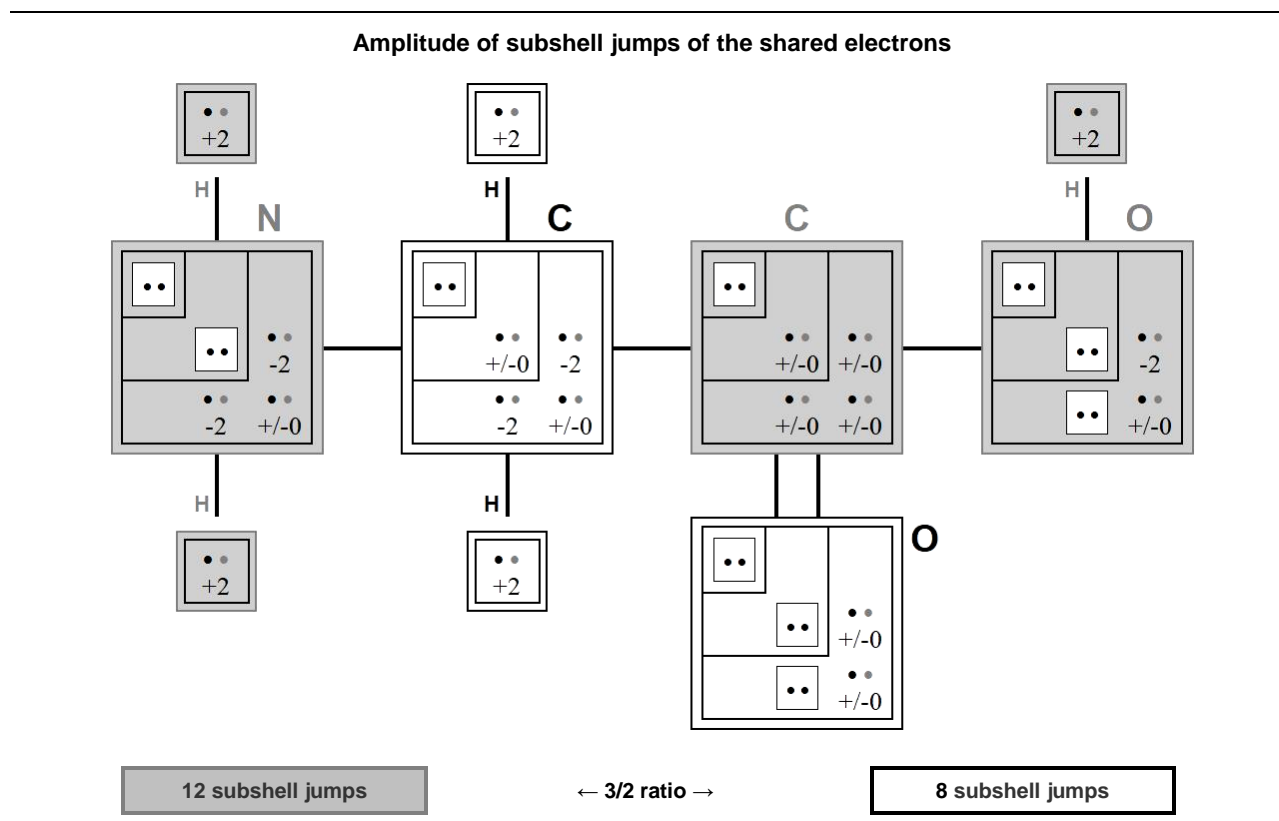 Amplitude of subshell jumps of the shared electrons
+2 +2 +2
H H H
N C C O
-2 +/-0 -2 +/-0 +/-0 -2
-2 +/-0 -2 +/-0 +/-0 +/-0 +/-0
H H
O
+2 +2
+/-0
+/-0
12 subshell jumps ← 3/2 ratio → 8 subshell jumps